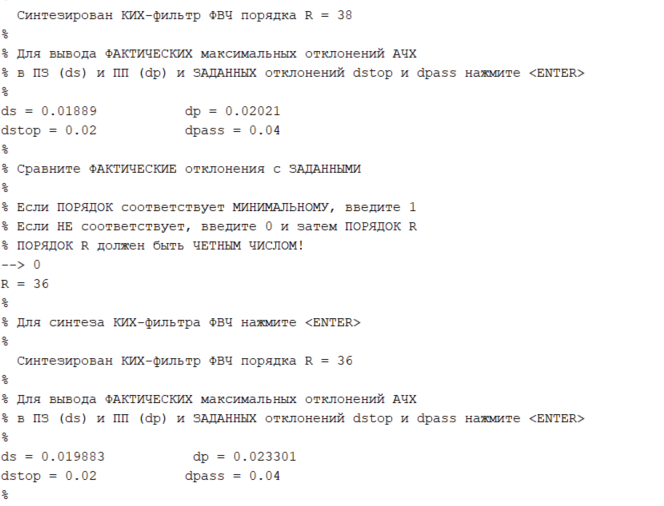 Синтезирован КИХ-фильтр ФВЧ порядка R = 38
%
% Для вывода ФАКТИЧЕСКИХ максимальных отклонений АЧХ
% в ПЗ (ds) и ПП (dp) и ЗАДАННЫХ отклонений dstop и dpass нажмите <ENTER>
%
ds = 0.01889 dp = 0.02021
dstop = 0.02 dpass = 0.04
%
% Сравните ФАКТИЧЕСКИЕ отклонения с ЗАДАННЫМИ
%
% Если ПОРЯДОК соответствует МИНИМАЛЬНОМУ, введите 1
% Если НЕ соответствует, введите 0 и затем ПОРЯДОК R
% ПОРЯДОК R должен быть ЧЕТНЫМ ЧИСЛОМ!
--> 0
R = 36
%
% Для синтеза КИХ-фильтра ФВЧ нажмите <ENTER>
%
Синтезирован КИХ-фильтр ФВЧ порядка R = 36
%
% Для вывода ФАКТИЧЕСКИХ максимальных отклонений АЧХ
% в ПЗ (ds) и ПП (dp) и ЗАДАННЫХ отклонений dstop и dpass нажмите <ENTER>
%
ds = 0.019883 dp = 0.023301
dstop = 0.02 dpass = 0.04
%